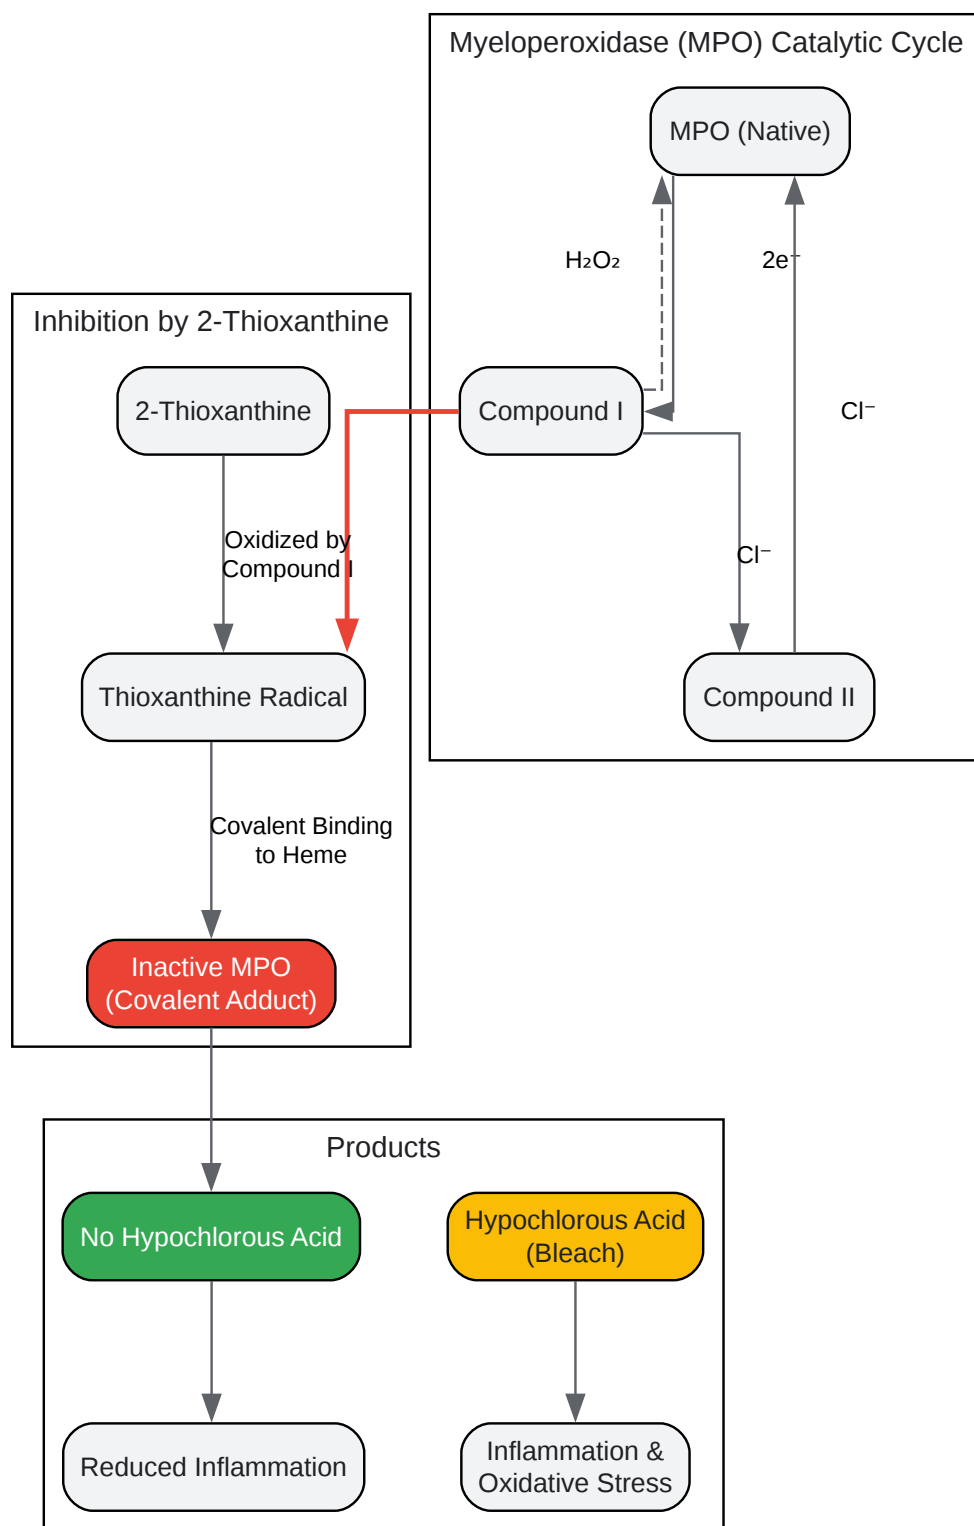 Myeloperoxidase (MPO) Catalytic Cycle
MPO (Native)
H₂O₂
2e⁻
Inhibition by 2-Thioxanthine
2-Thioxanthine
Compound I
Cl⁻
Oxidized by
Compound I
Cl⁻
Thioxanthine Radical
Compound II
Covalent Binding
to Heme
Inactive MPO
(Covalent Adduct)
Products
No Hypochlorous Acid
Hypochlorous Acid
(Bleach)
Reduced Inflammation
Inflammation &
Oxidative Stress